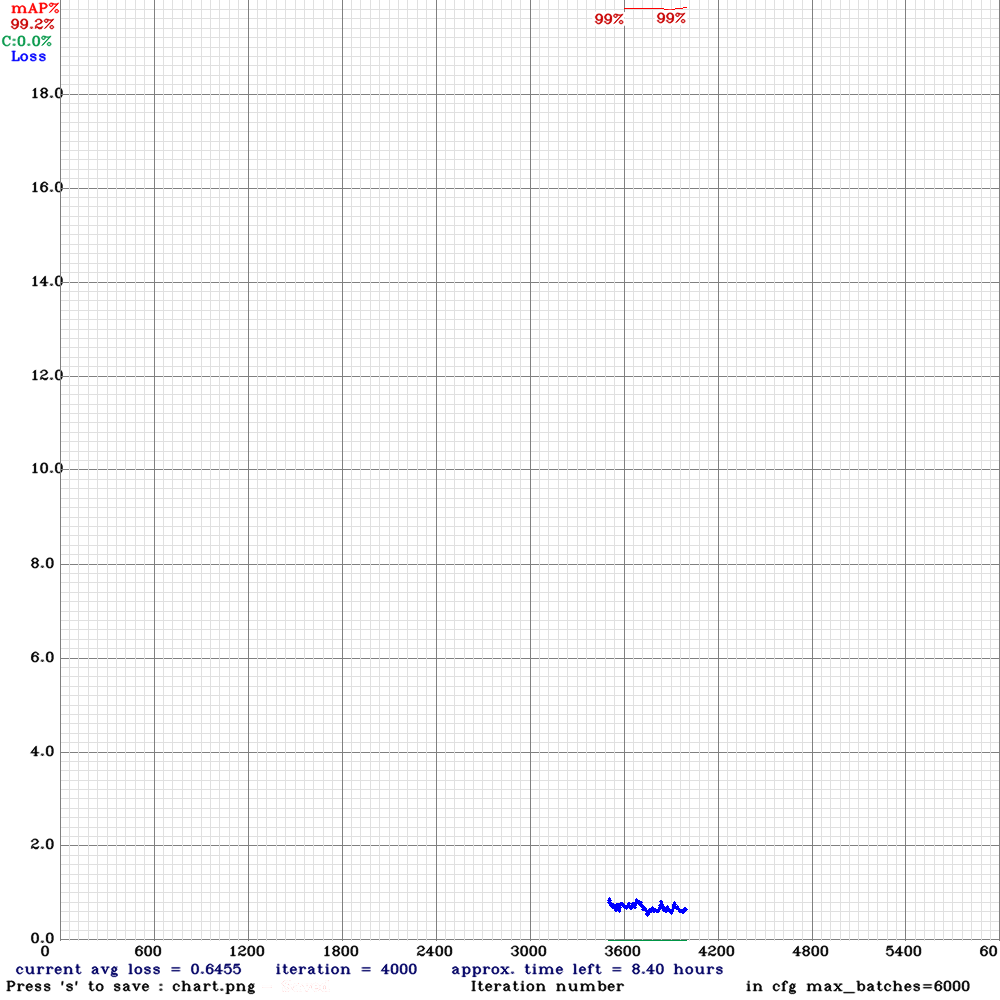 mAP%
99.2%
C:0.0%
Loss
99% 99%
18.0
16.0
14.0
12.0
10.0
8.0
6.0
4.0
2.0
0.0
0 600 1200 1800 2400 3000 3600 4200 4800 5400 60
current avg loss = 0.6455 iteration = 4000 approx. time left = 8.40 hours
Press 's' to save : chart.png Iteration number in cfg max_batches=6000